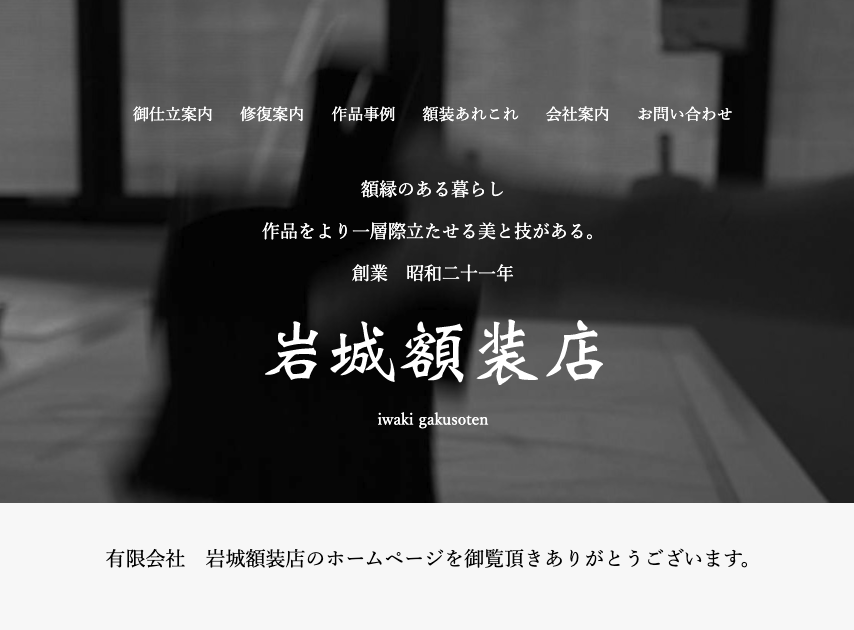 御仕立案内 修復案内 作品事例 額装あれこれ 会社案内 お問い合わせ
額縁のある暮らし
作品をより一層際立たせる美と技がある。
創業　昭和二十一年
岩城額装店
iwaki gakusoten
有限会社　岩城額装店のホームページを御覧頂きありがとうございます。